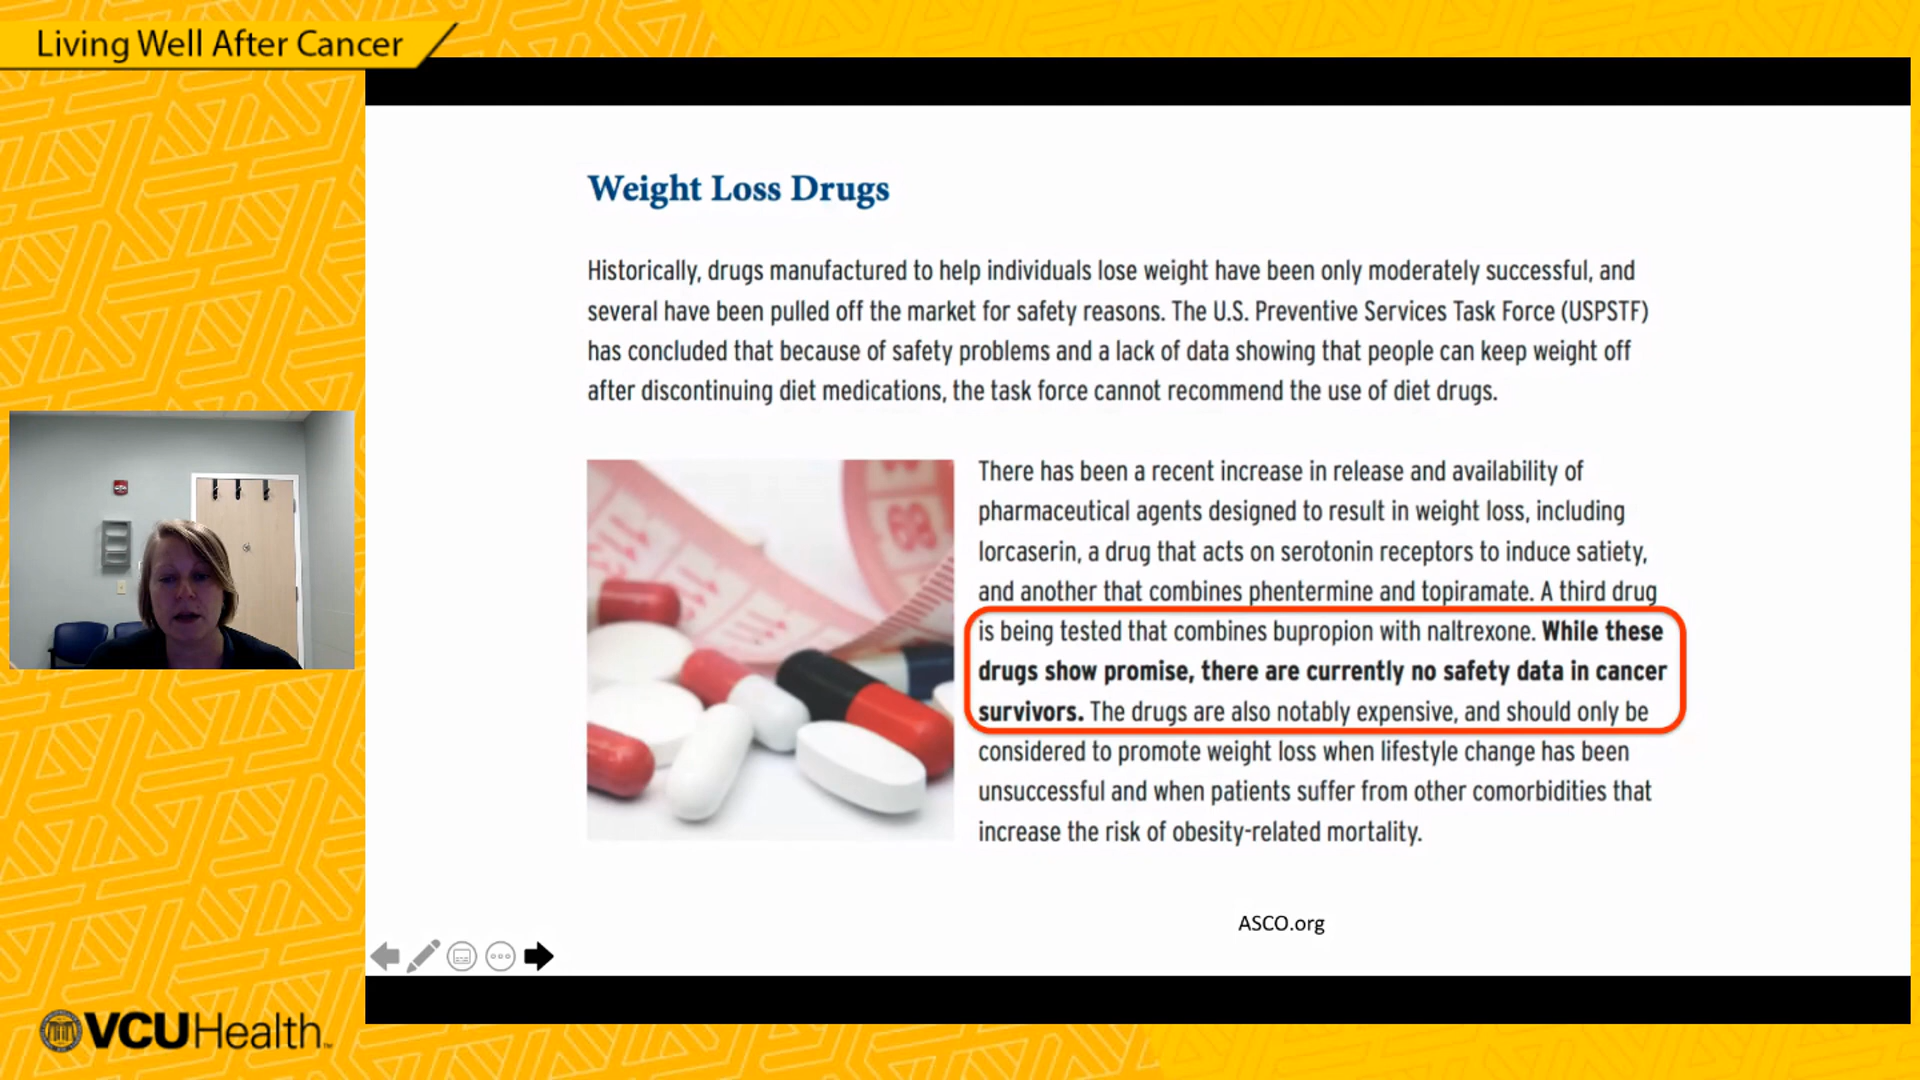 Living Well After Cancer
Weight Loss Drugs
Historically, drugs manufactured to help individuals lose weight have been only moderately successful, and
several have been pulled off the market for safety reasons. The U.S. Preventive Services Task Force (USPSTF)
has concluded that because of safety problems and a lack of data showing that people can keep weight off
after discontinuing diet medications, the task force cannot recommend the use of diet drugs.
There has been a recent increase in release and availability of
pharmaceutical agents designed to result in weight loss, including
lorcaserin, a drug that acts on serotonin receptors to induce satiety,
and another that combines phentermine and topiramate. A third drug
is being tested that combines bupropion with naltrexone. While these
drugs show promise, there are currently no safety data in cancer
survivors. The drugs are also notably expensive, and should only be
considered to promote weight loss when lifestyle change has been
unsuccessful and when patients suffer from other comorbidities that
increase the risk of obesity-related mortality.
ASCO.org
VCUHealth™